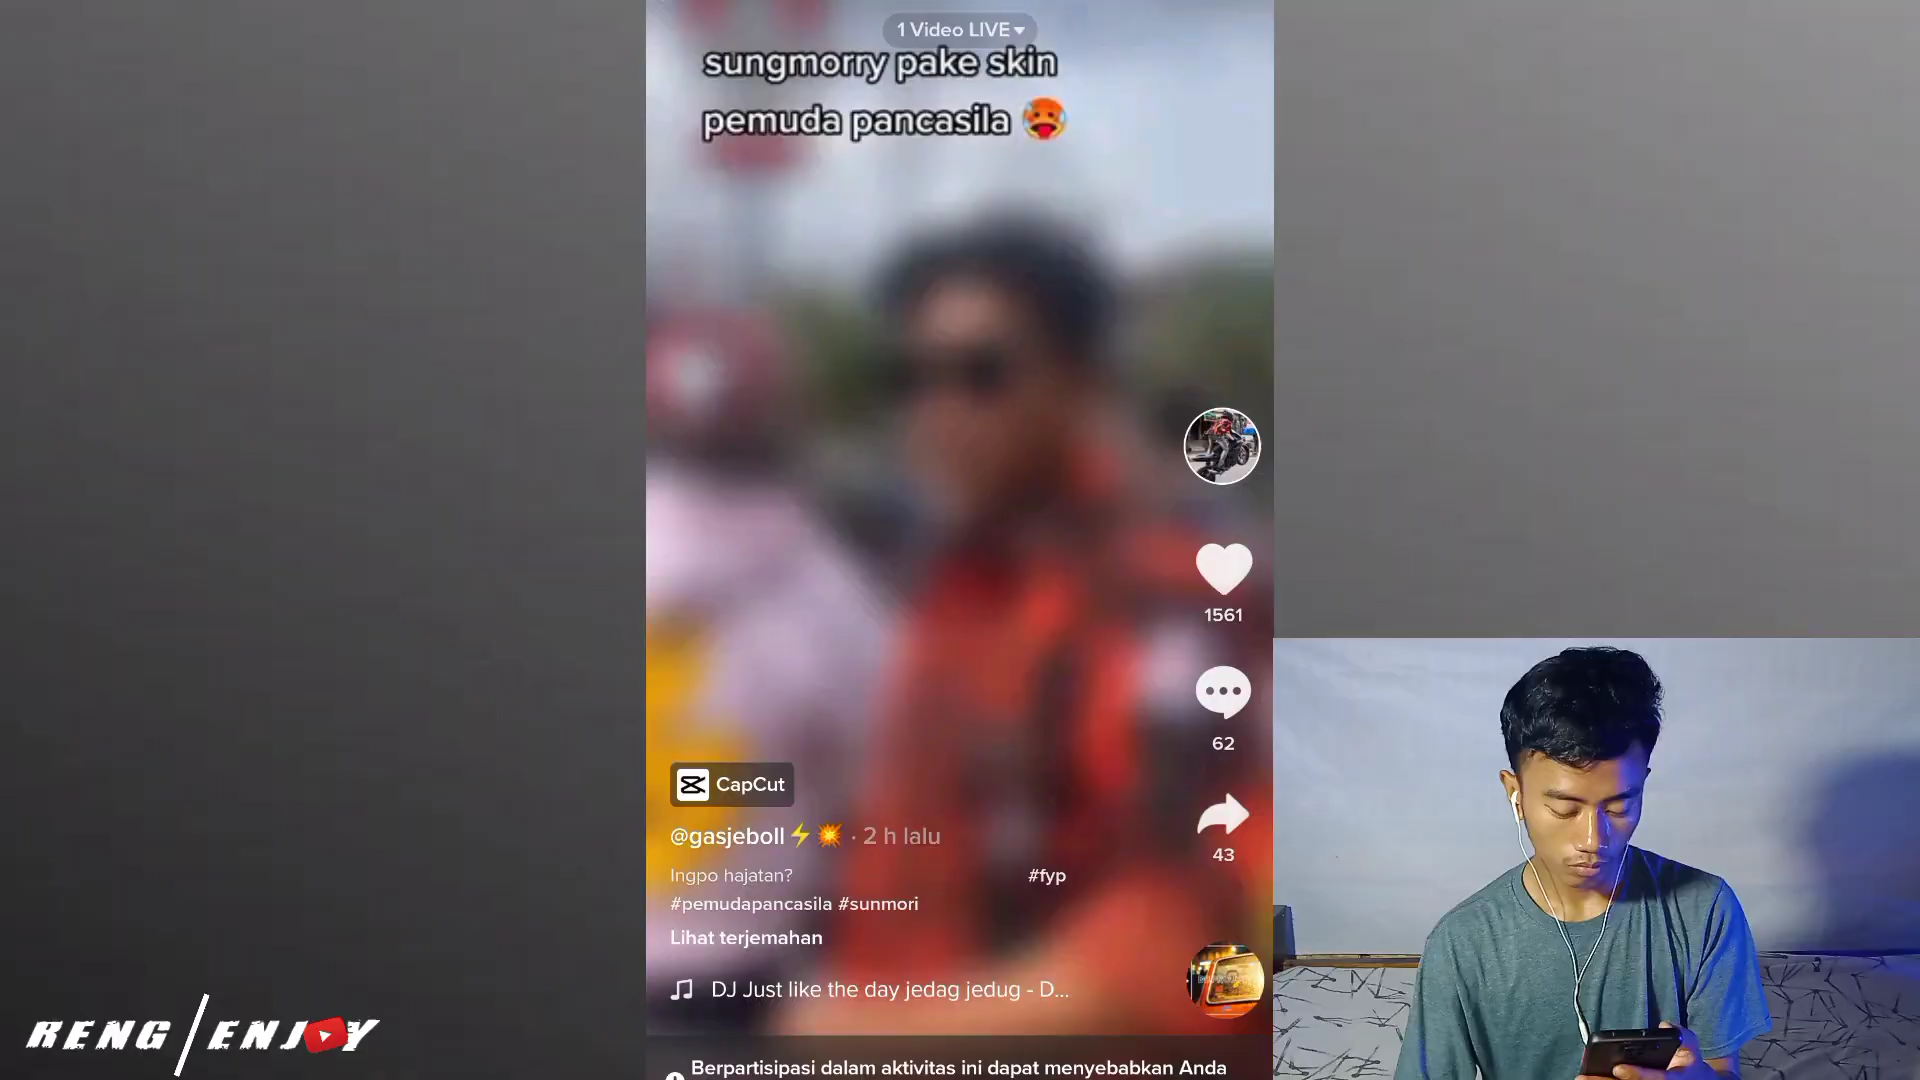 1 Video LIVE
sungmorry pake skin
pemuda pancasila 🥵
1561
62
43
CapCut
@gasjeboll⚡💥 · 2 h lalu
Ingpo hajatan? #fyp
#pemudapancasila #sunmori
Lihat terjemahan
DJ Just like the day jedag jedug - D...
Berpartisipasi dalam aktivitas ini dapat menyebabkan Anda
RENG/ENJOY